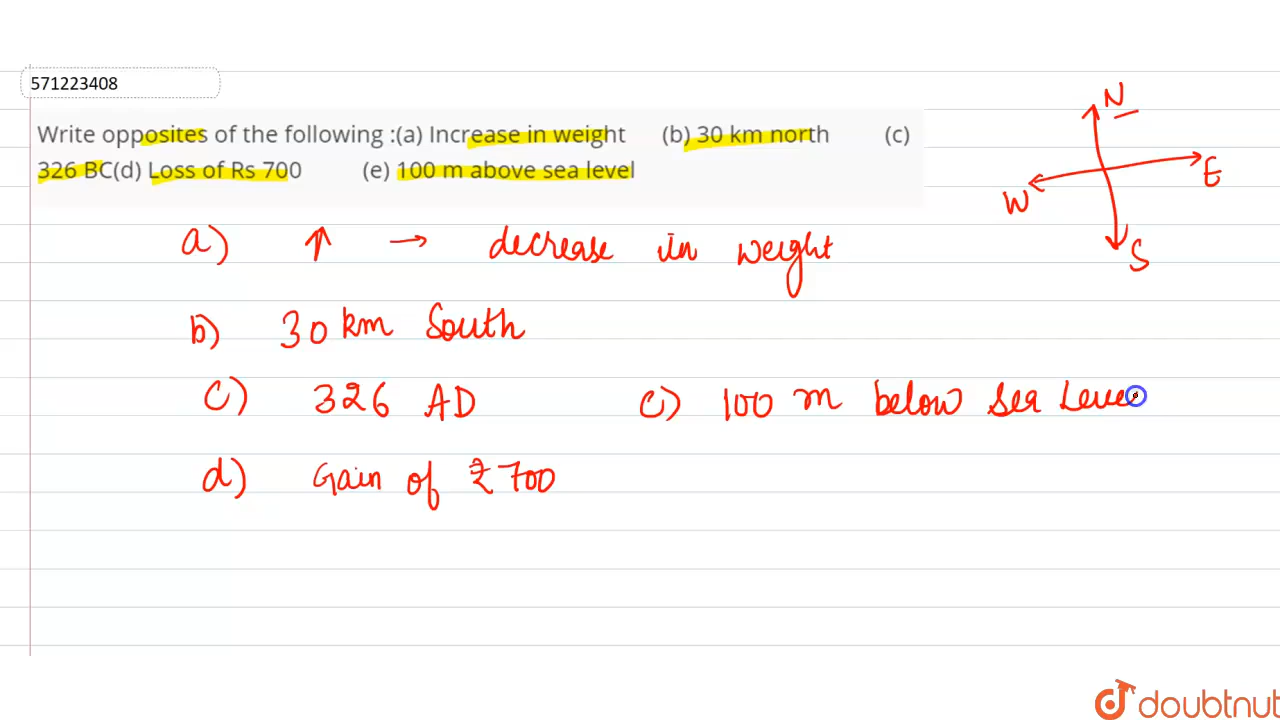 571223408
Write opposites of the following :(a) Increase in weight (b) 30 km north (c)
326 BC(d) Loss of Rs 700 (e) 100 m above sea level
N
W E
S
a) ↑ → decrease in weight
b) 30 km South
c) 326 AD e) 100 m below sea level
d) Gain of ₹700
doubtnut